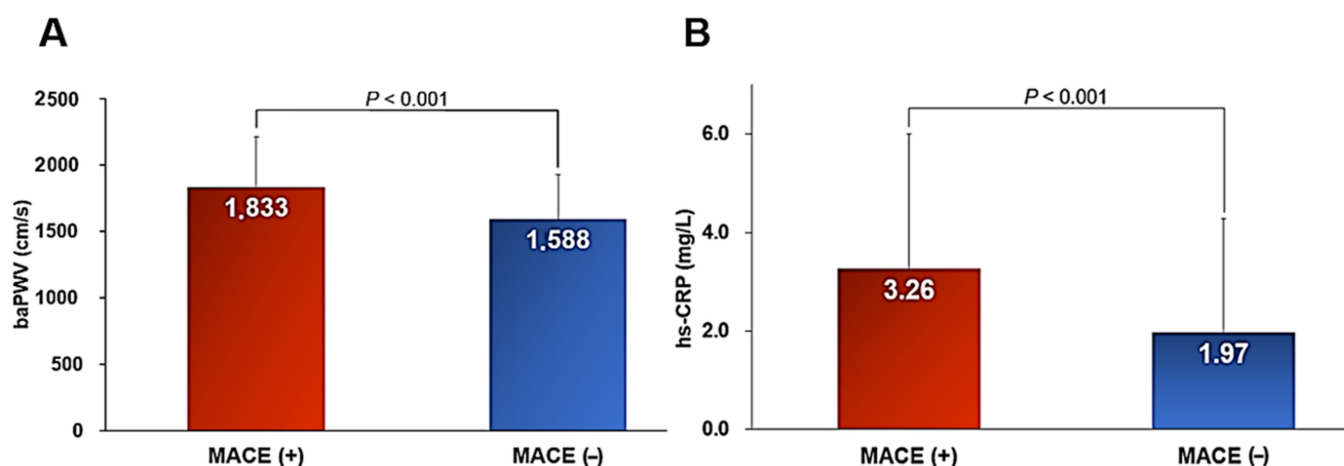 A
baPWV (cm/s)
2500
2000
1500
1000
500
0
P < 0.001
1.833
1.588
MACE (+)
MACE (–)
B
hs-CRP (mg/L)
6.0
4.0
2.0
0.0
P < 0.001
3.26
1.97
MACE (+)
MACE (–)